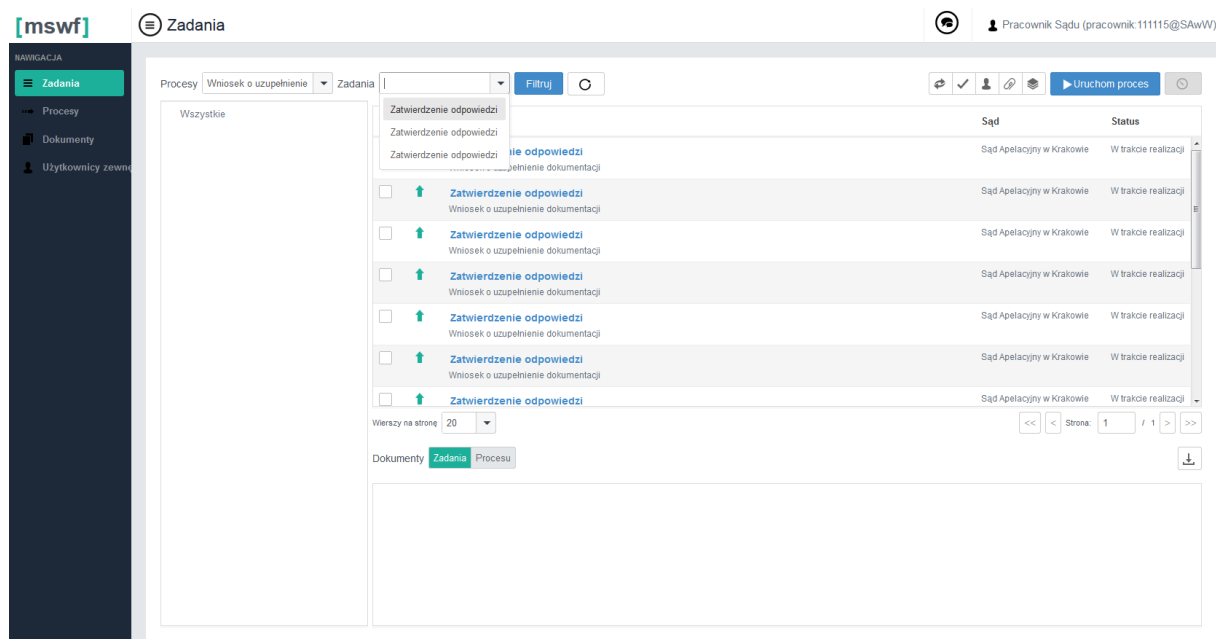 [mswf]
Zadania
Pracownik Sądu (pracownik:111115@SAwW)
NAWIGACJA
Zadania
Procesy
Dokumenty
Użytkownicy zewnę
Procesy Wniosek o uzupełnienie Zadania Filtruj Uruchom proces
Wszystkie
Zatwierdzenie odpowiedzi
Zatwierdzenie odpowiedzi
Zatwierdzenie odpowiedzi
Sąd Status
nie odpowiedzi Sąd Apelacyjny w Krakowie W trakcie realizacji
Wniosek o uzupełnienie dokumentacji
Zatwierdzenie odpowiedzi Sąd Apelacyjny w Krakowie W trakcie realizacji
Wniosek o uzupełnienie dokumentacji
Zatwierdzenie odpowiedzi Sąd Apelacyjny w Krakowie W trakcie realizacji
Wniosek o uzupełnienie dokumentacji
Zatwierdzenie odpowiedzi Sąd Apelacyjny w Krakowie W trakcie realizacji
Wniosek o uzupełnienie dokumentacji
Zatwierdzenie odpowiedzi Sąd Apelacyjny w Krakowie W trakcie realizacji
Wniosek o uzupełnienie dokumentacji
Zatwierdzenie odpowiedzi Sąd Apelacyjny w Krakowie W trakcie realizacji
Wniosek o uzupełnienie dokumentacji
Zatwierdzenie odpowiedzi Sąd Apelacyjny w Krakowie W trakcie realizacji
Wierszy na stronę 20 << < Strona: 1 / 1 > >>
Dokumenty Zadania Procesu